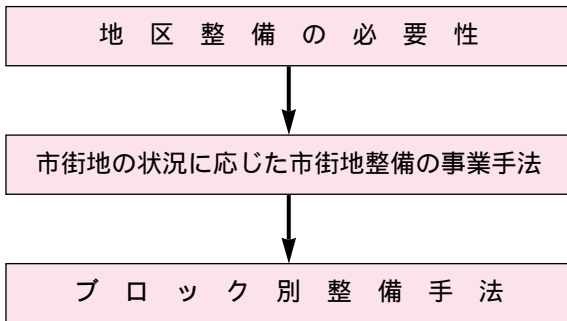 地区整備の必要性
市街地の状況に応じた市街地整備の事業手法
ブロック別整備手法